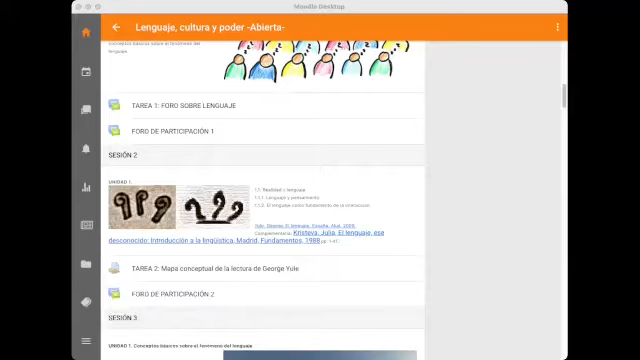 Moodle Desktop
Lenguaje, cultura y poder -Abierta-
conceptos básicos sobre el fenómeno del
lenguaje.
TAREA 1: FORO SOBRE LENGUAJE
FORO DE PARTICIPACIÓN 1
SESIÓN 2
UNIDAD 1.
1.1. Realidad y lenguaje
1.1.1. Lenguaje y pensamiento
1.1.2. El lenguaje como fundamento de la
Yule, George. El lenguaje, España, Akal, 2008.
Complementaria: Kristeva, Julia, El lenguaje, ese
desconocido: Introducción a la lingüística, Madrid, Fundamentos, 1988 pp. 1-47.
TAREA 2: Mapa conceptual de la lectura de George Yule
FORO DE PARTICIPACIÓN 2
SESIÓN 3
UNIDAD 1. Conceptos básicos sobre el fenómeno del lenguaje